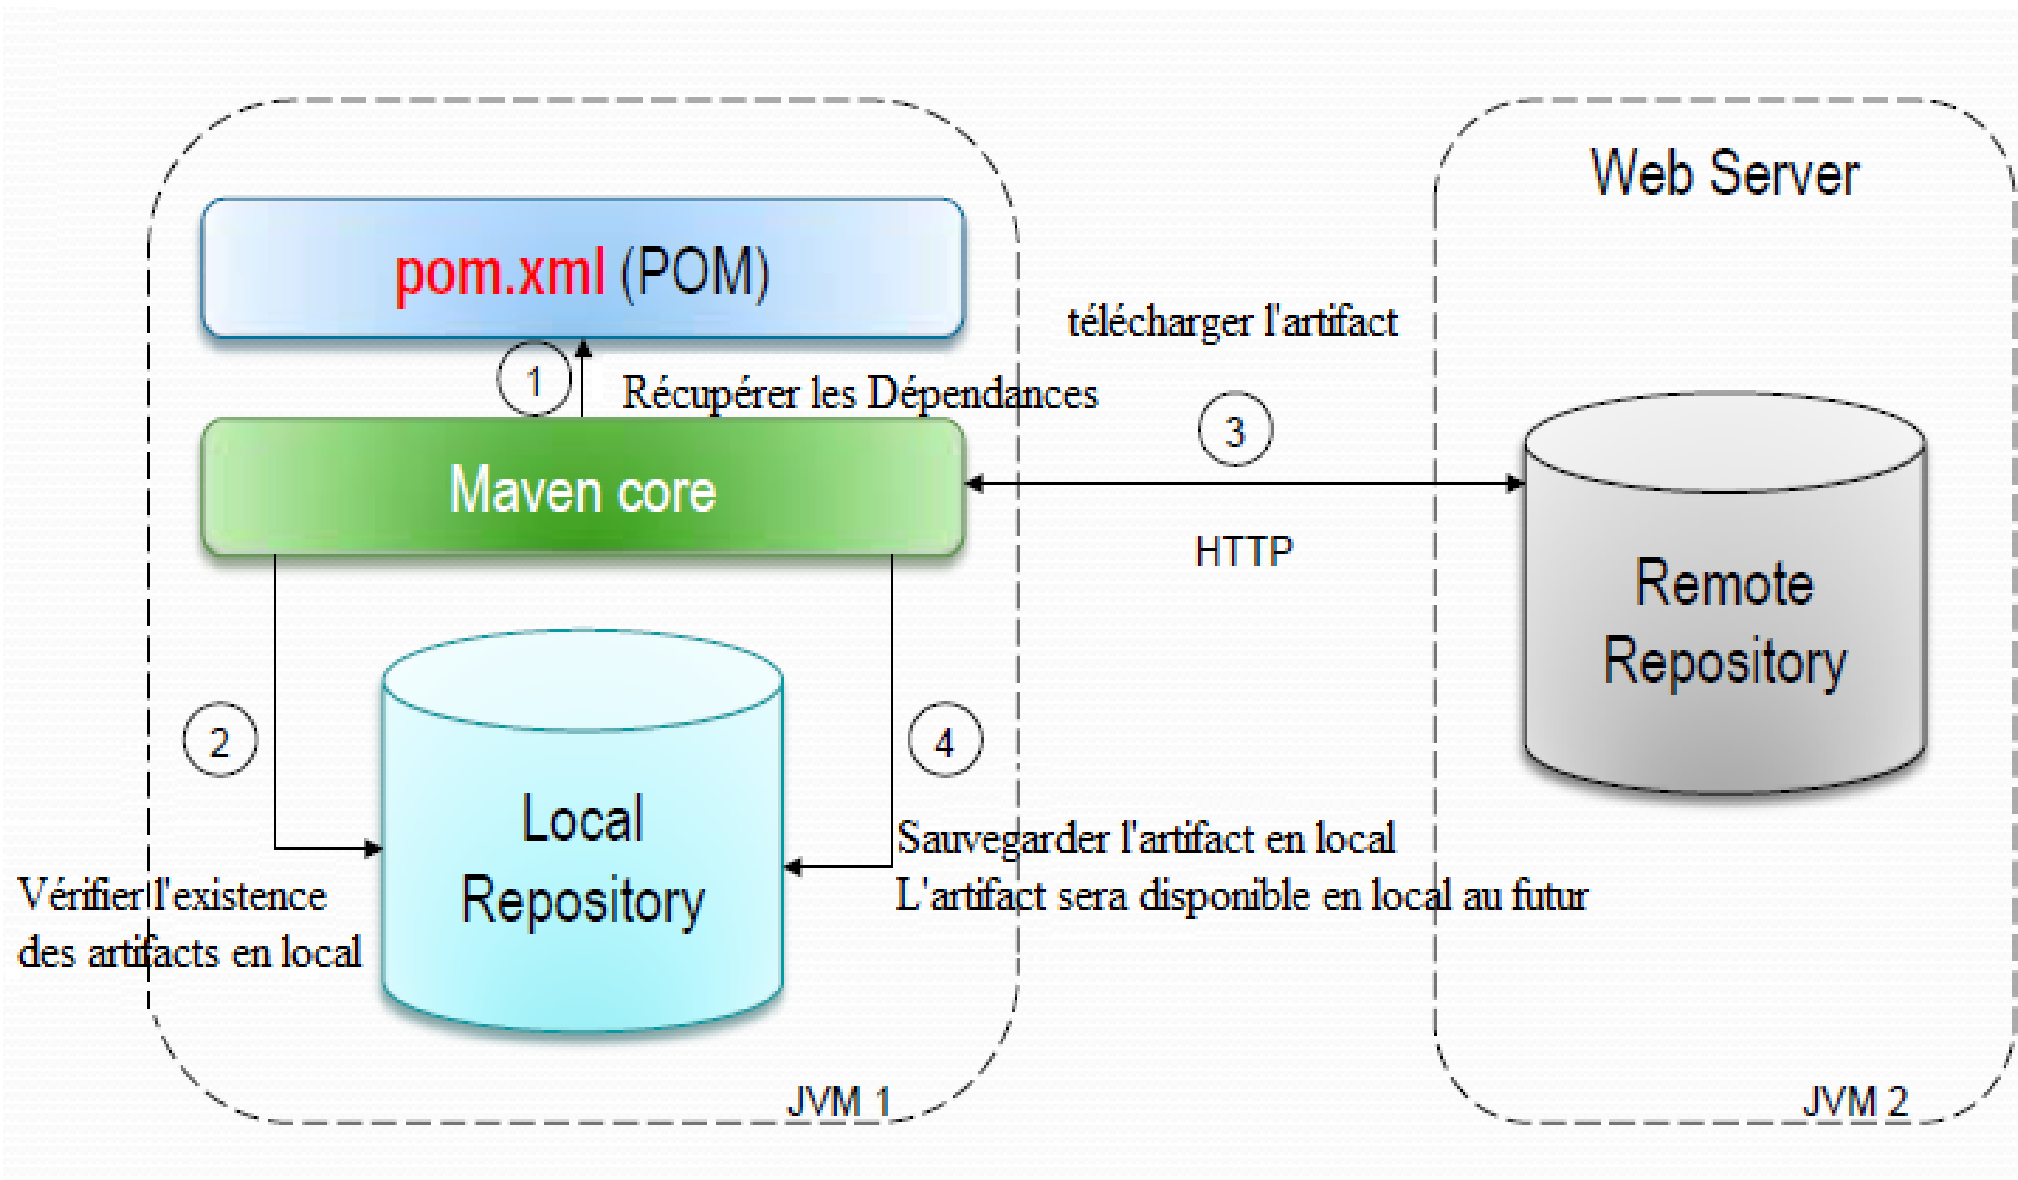 Web Server
pom.xml (POM)
télécharger l'artifact
1
Récupérer les Dépendances
3
Maven core
HTTP
Remote
Repository
2
4
Local
Repository
Sauvegarder l'artifact en local
L'artifact sera disponible en local au futur
Vérifier l'existence
des artifacts en local
JVM 1
JVM 2